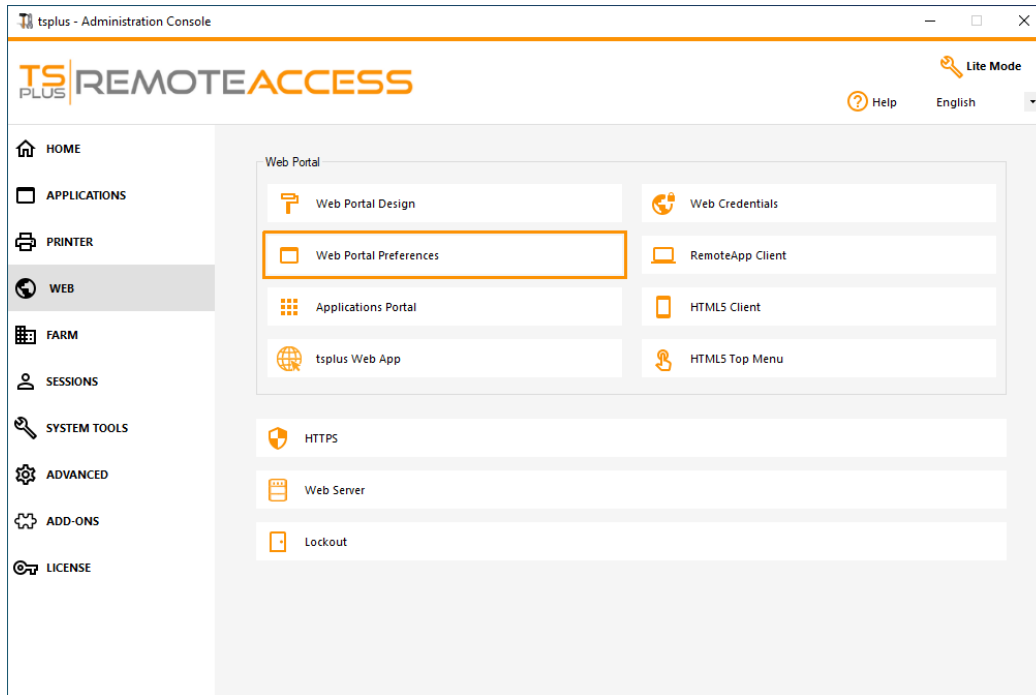 tsplus - Administration Console
TS PLUS REMOTEACCESS
Lite Mode
Help
English
HOME
APPLICATIONS
PRINTER
WEB
FARM
SESSIONS
SYSTEM TOOLS
ADVANCED
ADD-ONS
LICENSE
Web Portal
Web Portal Design
Web Credentials
Web Portal Preferences
RemoteApp Client
Applications Portal
HTML5 Client
tsplus Web App
HTML5 Top Menu
HTTPS
Web Server
Lockout